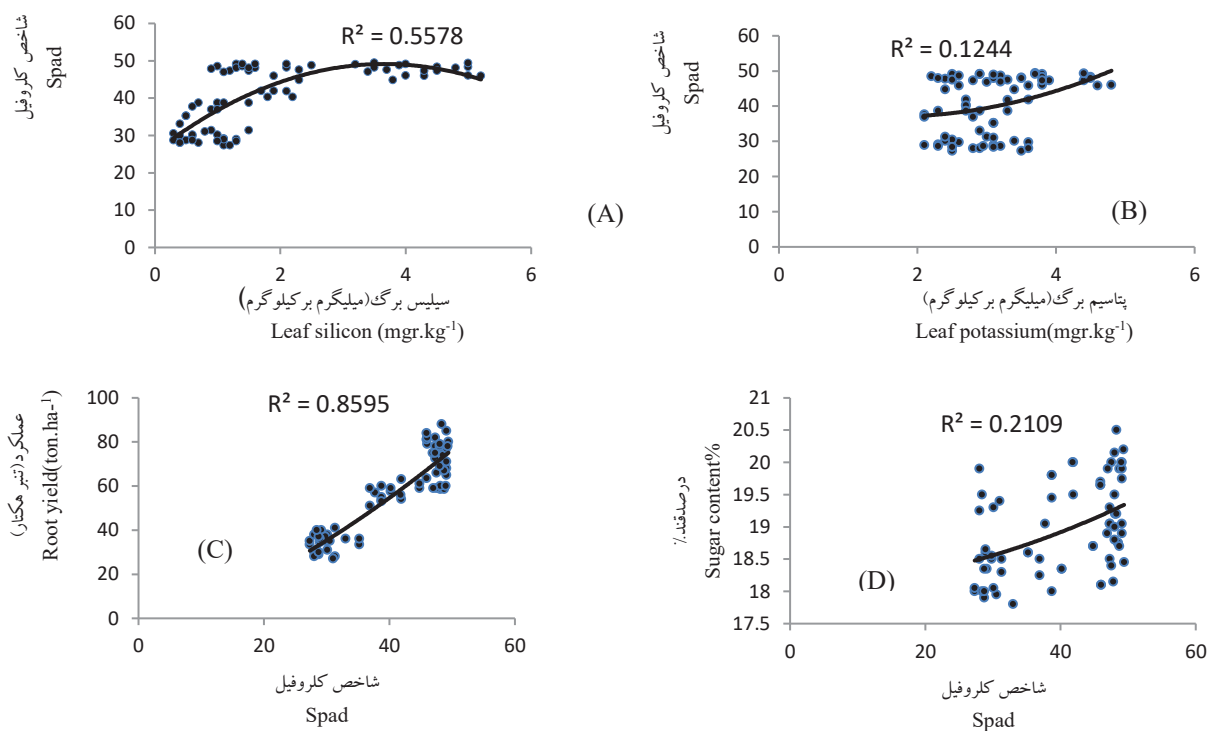 شاخص کلروفیل
Spad
60
50
40
30
20
10
0
R² = 0.5578
(A)
0
2
4
6
سیلیس برگ(میلیگرم برکیلوگرم)
Leaf silicon (mgr.kg⁻¹)
شاخص کلروفیل
Spad
60
50
40
30
20
10
0
R² = 0.1244
(B)
0
2
4
6
پتاسیم برگ(میلیگرم برکیلوگرم)
Leaf potassium(mgr.kg⁻¹)
عملکرد(تنبر هکتار)
Root yield(ton.ha-¹)
100
80
60
40
20
0
R² = 0.8595
(C)
0
20
40
60
شاخص کلروفیل
Spad
درصدقند٪
Sugar content%
21
20.5
20
19.5
19
18.5
18
17.5
R² = 0.2109
(D)
0
20
40
60
شاخص کلروفیل
Spad